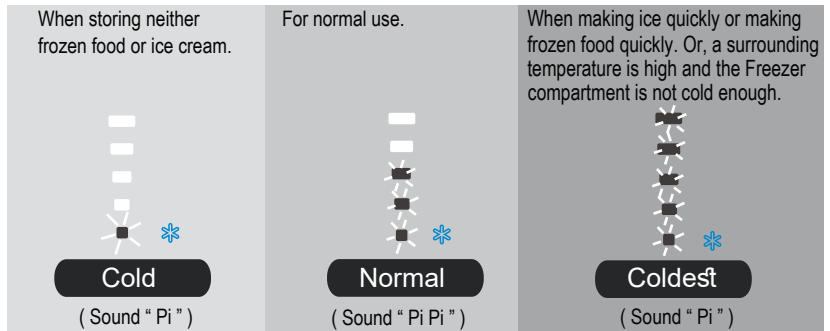 When storing neither
frozen food or ice cream.
Cold
( Sound “ Pi ” )
For normal use.
Normal
( Sound “ Pi Pi ” )
When making ice quickly or making
frozen food quickly. Or, a surrounding
temperature is high and the Freezer
compartment is not cold enough.
Coldest
( Sound “ Pi ” )